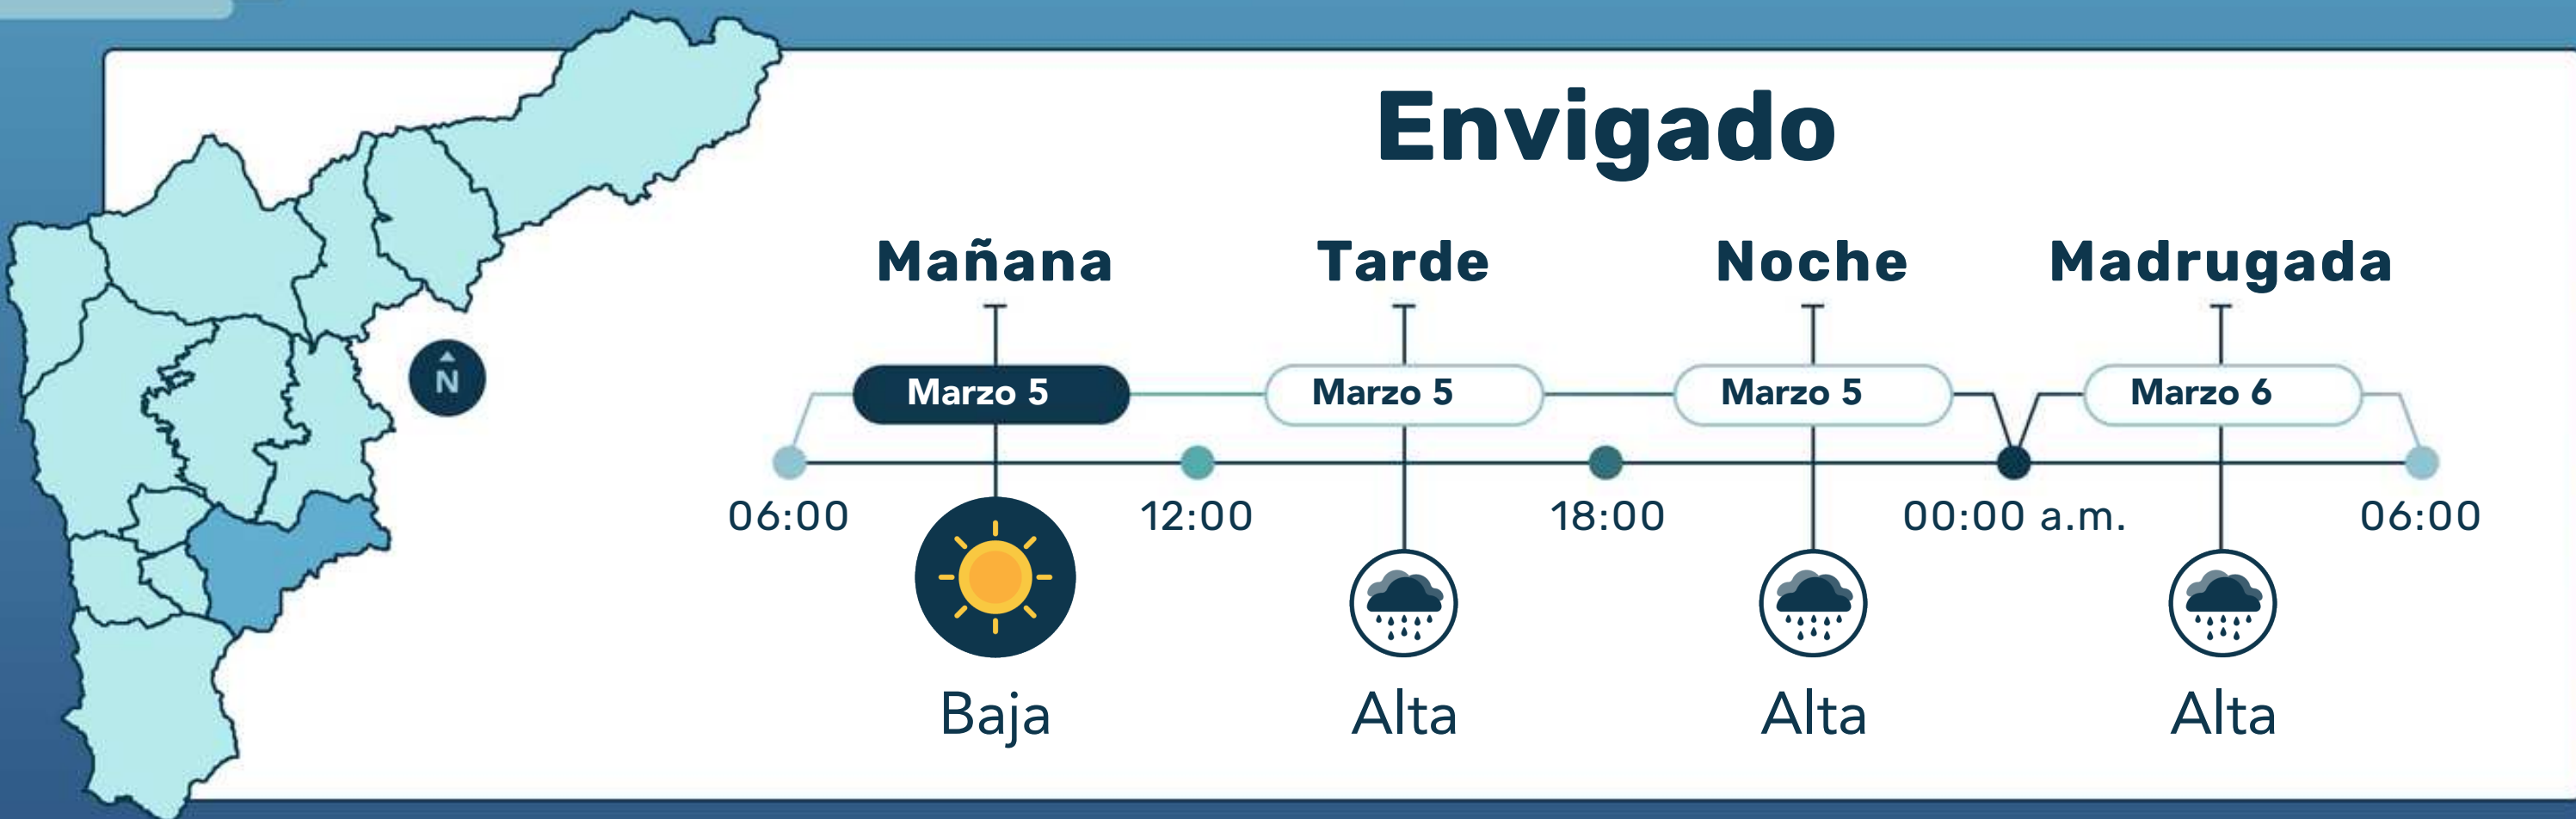 Envigado
Mañana Tarde Noche Madrugada
Marzo 5 Marzo 5 Marzo 5 Marzo 6
N
06:00 12:00 18:00 00:00 a.m. 06:00
Baja Alta Alta Alta